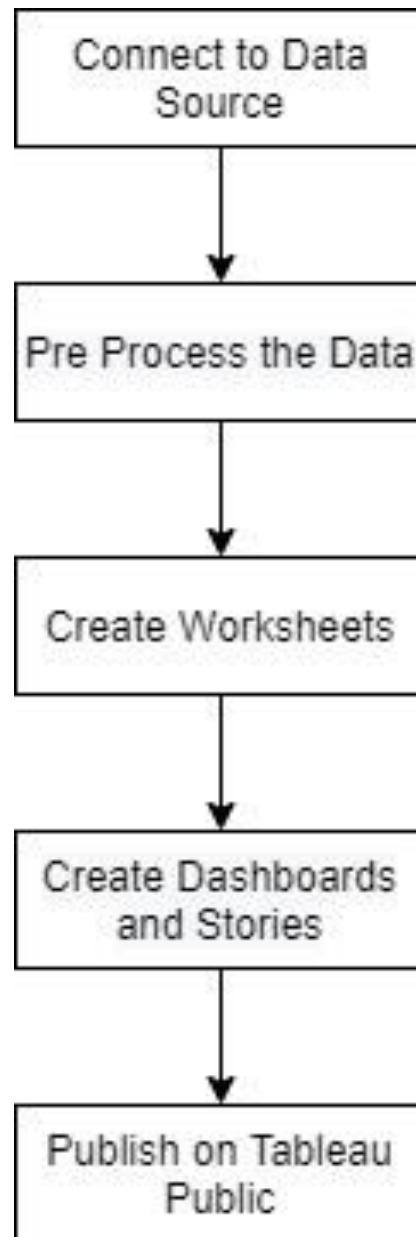 Connect to Data
Source
Pre Process the Data
Create Worksheets
Create Dashboards
and Stories
Publish on Tableau
Public